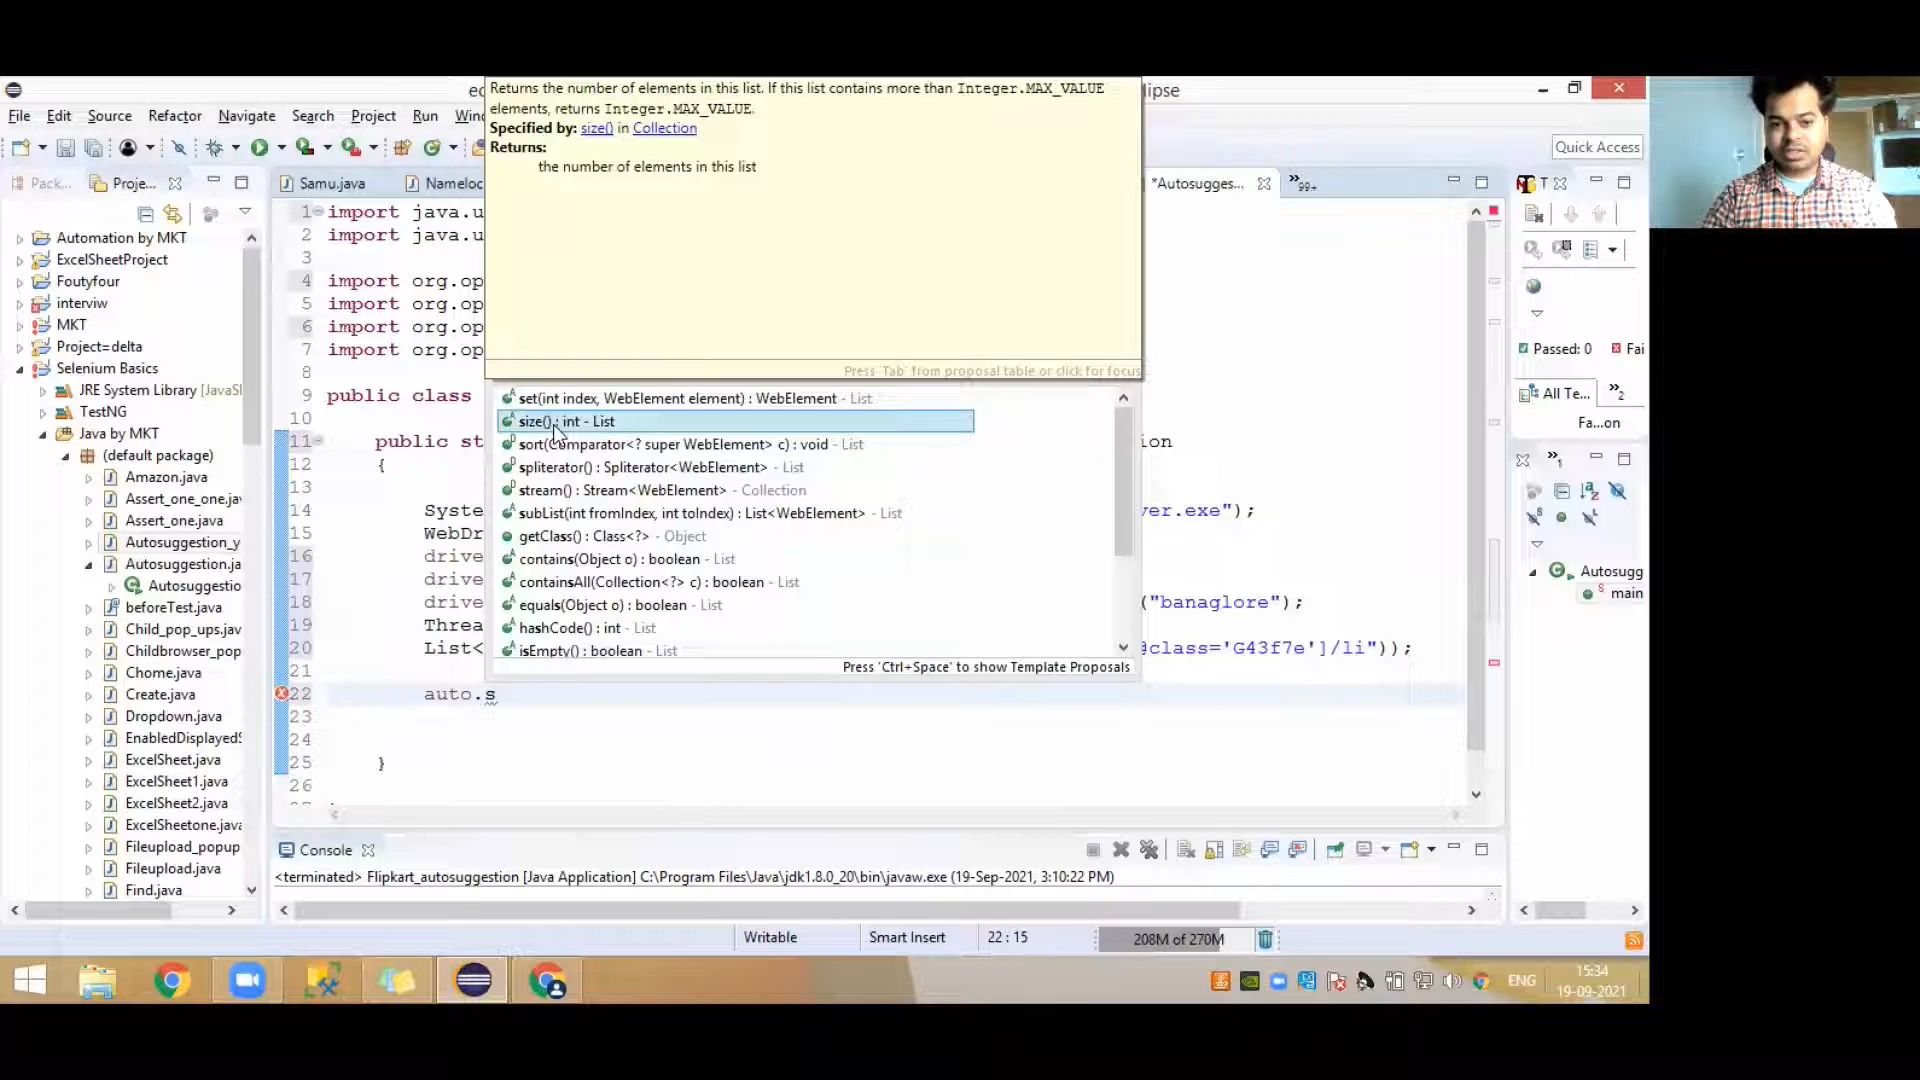 ec
lipse
File Edit Source Refactor Navigate Search Project Run Winc
Quick Access
Pack...
Proje...
Samu.java
Nameloc
*Autosugges...
99+
T
Returns the number of elements in this list. If this list contains more than Integer.MAX_VALUE
elements, returns Integer.MAX_VALUE.
Specified by: size() in Collection
Returns:
the number of elements in this list
Press 'Tab' from proposal table or click for focus
Automation by MKT
ExcelSheetProject
Foutyfour
interviw
MKT
Project=delta
Selenium Basics
JRE System Library [JavaSE
TestNG
Java by MKT
(default package)
Amazon.java
Assert_one_one.jav
Assert_one.java
Autosuggestion_y
Autosuggestion.ja
Autosuggestio
beforeTest.java
Child_pop_ups.jav
Childbrowser_pop
Chome.java
Create.java
Dropdown.java
EnabledDisplayedS
ExcelSheet.java
ExcelSheet1.java
ExcelSheet2.java
ExcelSheetone.java
Fileupload_popup
Fileupload.java
Find.java
1 import java.u
2 import java.u
3
4 import org.op
5 import org.op
6 import org.op
7 import org.op
8
9 public class
10
11 public st on
12 {
13
14 Syste ver.exe");
15 WebDr
16 drive
17 drive
18 drive ("banaglore");
19 Threa
20 List< @class='G43f7e']/li"));
21
22 auto.s
23
24
25 }
26
set(int index, WebElement element) : WebElement - List
size() : int - List
sort(Comparator<? super WebElement> c) : void - List
spliterator() : Spliterator<WebElement> - List
stream() : Stream<WebElement> - Collection
subList(int fromIndex, int toIndex) : List<WebElement> - List
getClass() : Class<?> - Object
contains(Object o) : boolean - List
containsAll(Collection<?> c) : boolean - List
equals(Object o) : boolean - List
hashCode() : int - List
isEmpty() : boolean - List
Press 'Ctrl+Space' to show Template Proposals
Passed: 0 Fai
All Te... 2
Fa...on
1
Autosugg
main
Console
<terminated> Flipkart_autosuggestion [Java Application] C:\Program Files\Java\jdk1.8.0_20\bin\javaw.exe (19-Sep-2021, 3:10:22 PM)
Writable Smart Insert 22 : 15 208M of 270M
ENG
15:34
19-09-2021